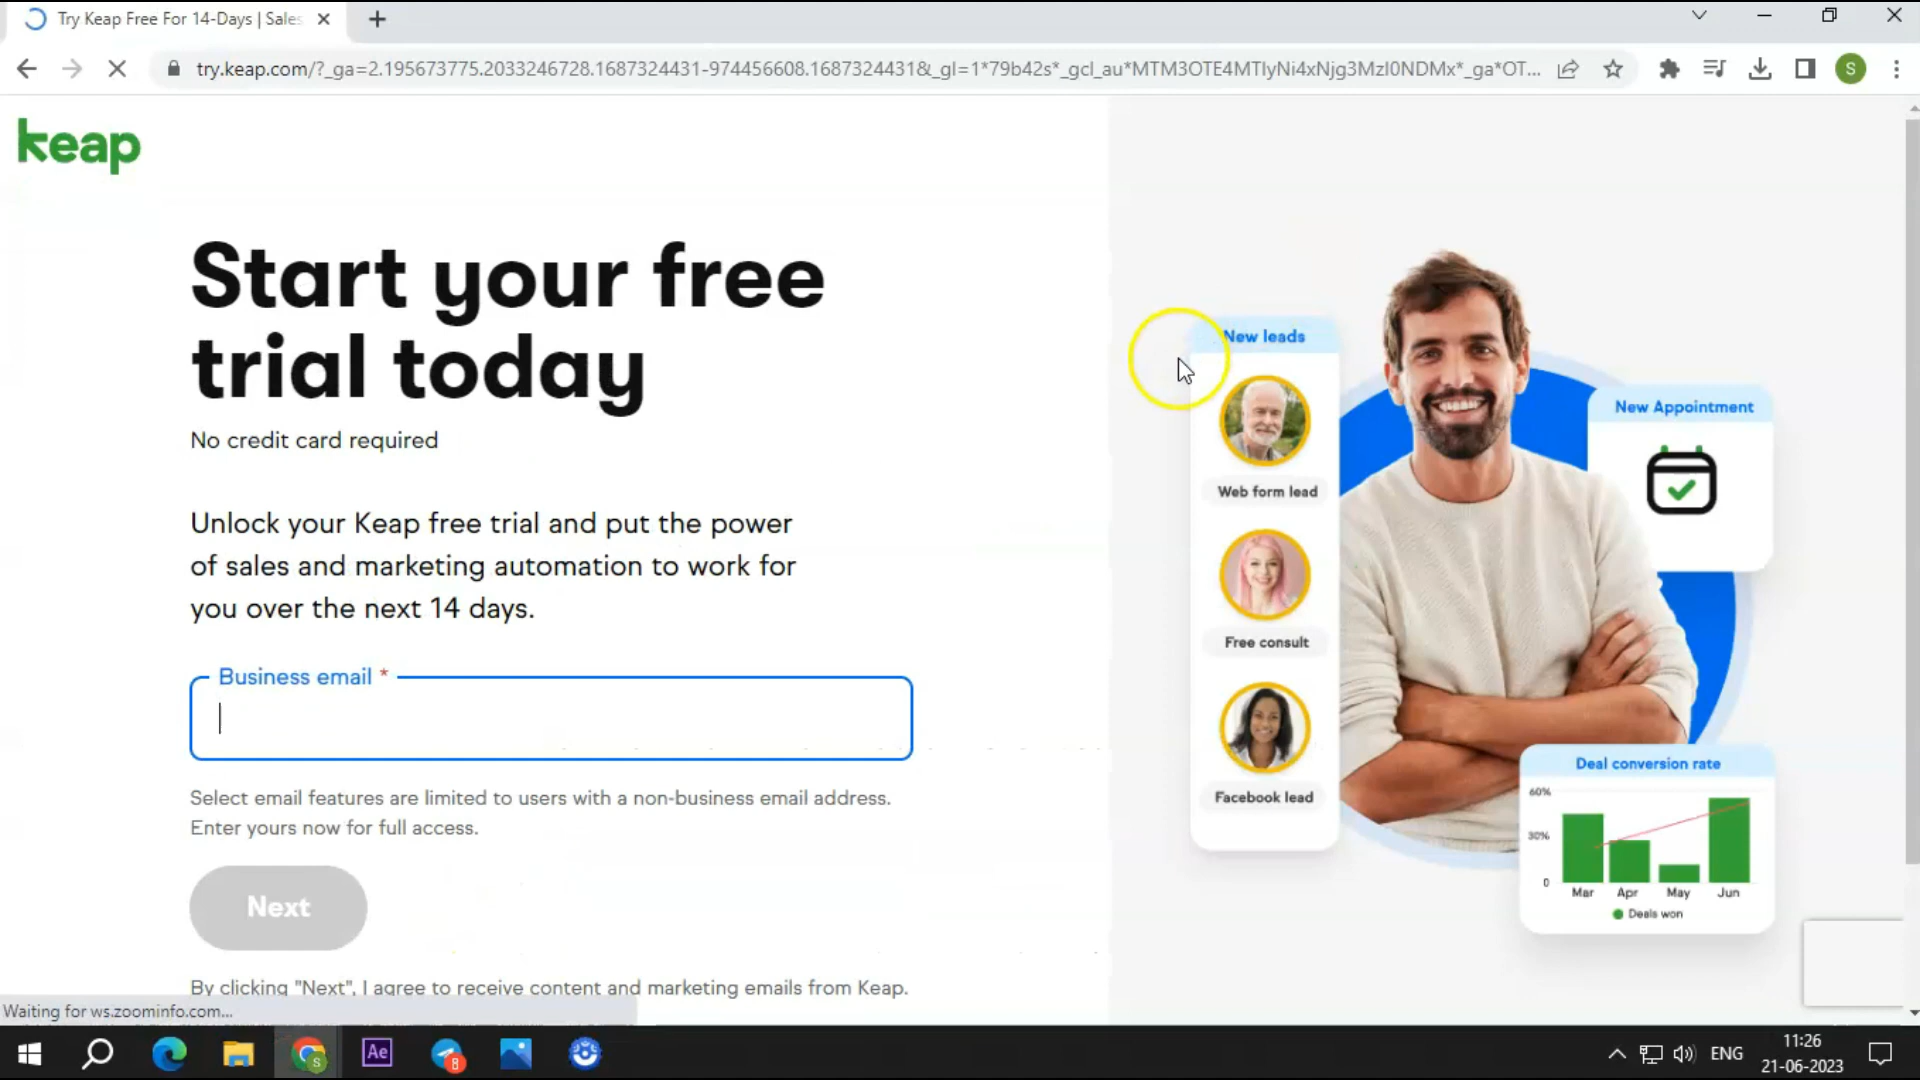 Try Keap Free For 14-Days | Sales
try.keap.com/?_ga=2.195673775.2033246728.1687324431-974456608.1687324431&_gl=1*79b42s*_gcl_au*MTM3OTE4MTIyNi4xNjg3MzI0NDMx*_ga*OT...
S
keap
Start your free
trial today
No credit card required
Unlock your Keap free trial and put the power
of sales and marketing automation to work for
you over the next 14 days.
Business email *
Select email features are limited to users with a non-business email address.
Enter yours now for full access.
Next
By clicking "Next", I agree to receive content and marketing emails from Keap.
New leads
Web form lead
Free consult
Facebook lead
New Appointment
Deal conversion rate
60%
30%
0
Mar Apr May Jun
Deals won
Waiting for ws.zoominfo.com...
S
Ae
8
ENG
11:26
21-06-2023